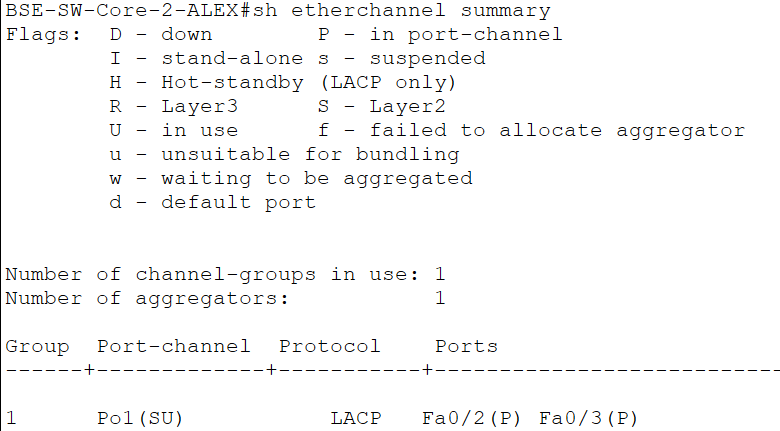 BSE-SW-Core-2-ALEX#sh etherchannel summary
Flags:  D - down        P - in port-channel
        I - stand-alone s - suspended
        H - Hot-standby (LACP only)
        R - Layer3      S - Layer2
        U - in use      f - failed to allocate aggregator
        u - unsuitable for bundling
        w - waiting to be aggregated
        d - default port
Number of channel-groups in use: 1
Number of aggregators:           1
Group  Port-channel  Protocol    Ports
------+-------------+-----------+---------------------------
1      Po1(SU)           LACP   Fa0/2(P) Fa0/3(P)